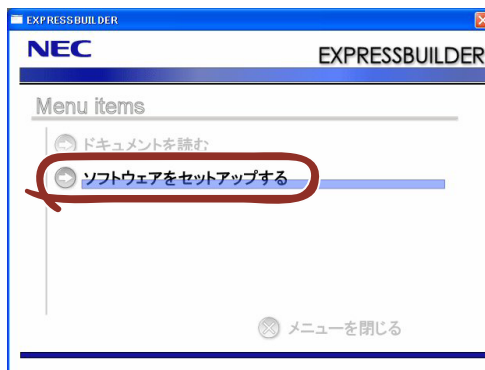 EXPRESSBUILDER
NEC
EXPRESSBUILDER
Menu items
ドキュメントを読む
ソフトウェアをセットアップする
メニューを閉じる